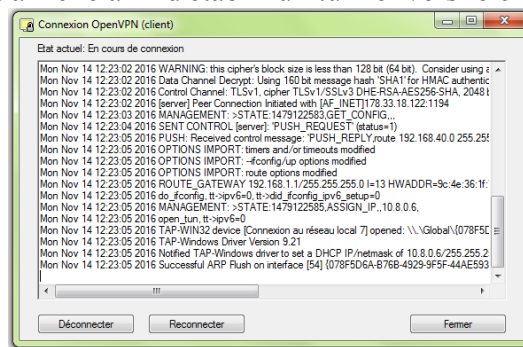 Connexion OpenVPN (client)
Etat actuel: En cours de connexion
Mon Nov 14 12:23:02 2016 WARNING: this cipher's block size is less than 128 bit (64 bit). Consider using a
Mon Nov 14 12:23:02 2016 Data Channel Decrypt: Using 160 bit message hash 'SHA1' for HMAC authentic
Mon Nov 14 12:23:02 2016 Control Channel: TLSv1, cipher TLSv1/SSLv3 DHE-RSA-AES256-SHA, 2048 b
Mon Nov 14 12:23:02 2016 [server] Peer Connection Initiated with [AF_INET]178.33.18.122:1194
Mon Nov 14 12:23:03 2016 MANAGEMENT: >STATE:1479122583,GET_CONFIG,,,
Mon Nov 14 12:23:04 2016 SENT CONTROL [server]: 'PUSH_REQUEST' (status=1)
Mon Nov 14 12:23:05 2016 PUSH: Received control message: 'PUSH_REPLY,route 192.168.40.0 255.255
Mon Nov 14 12:23:05 2016 OPTIONS IMPORT: timers and/or timeouts modified
Mon Nov 14 12:23:05 2016 OPTIONS IMPORT: --ifconfig/up options modified
Mon Nov 14 12:23:05 2016 OPTIONS IMPORT: route options modified
Mon Nov 14 12:23:05 2016 ROUTE_GATEWAY 192.168.1.1/255.255.255.0 I=13 HWADDR=9c:4e:36:1f:
Mon Nov 14 12:23:05 2016 do_ifconfig, tt->ipv6=0, tt->did_ifconfig_ipv6_setup=0
Mon Nov 14 12:23:05 2016 MANAGEMENT: >STATE:1479122585,ASSIGN_IP,,10.8.0.6,
Mon Nov 14 12:23:05 2016 open_tun, tt->ipv6=0
Mon Nov 14 12:23:05 2016 TAP-WIN32 device [Connexion au réseau local 7] opened: \\.\Global\{078F5D
Mon Nov 14 12:23:05 2016 TAP-Windows Driver Version 9.21
Mon Nov 14 12:23:05 2016 Notified TAP-Windows driver to set a DHCP IP/netmask of 10.8.0.6/255.255.2
Mon Nov 14 12:23:05 2016 Successful ARP Flush on interface [54] {078F5D6A-B76B-4929-9F5F-44AE593
Déconnecter
Reconnecter
Fermer